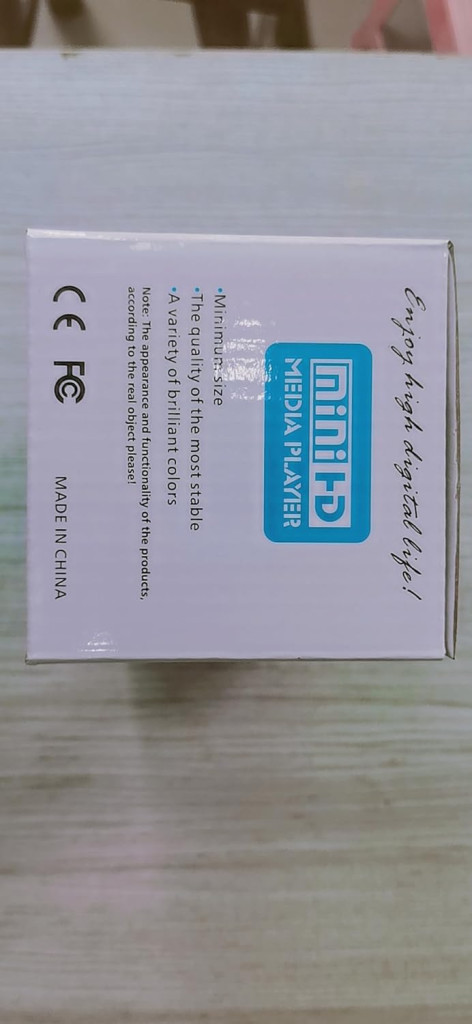 Enjoy high digital life!
mini HD
MEDIA PLAYER
•Minimum size
•The quality of the most stable
•A variety of brilliant colors
Note: The appearance and functionality of the products,
according to the real object please!
CE FC MADE IN CHINA